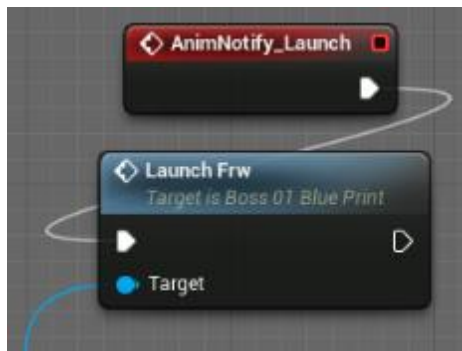 AnimNotify_Launch
Launch Frw
Target is Boss 01 Blue Print
Target